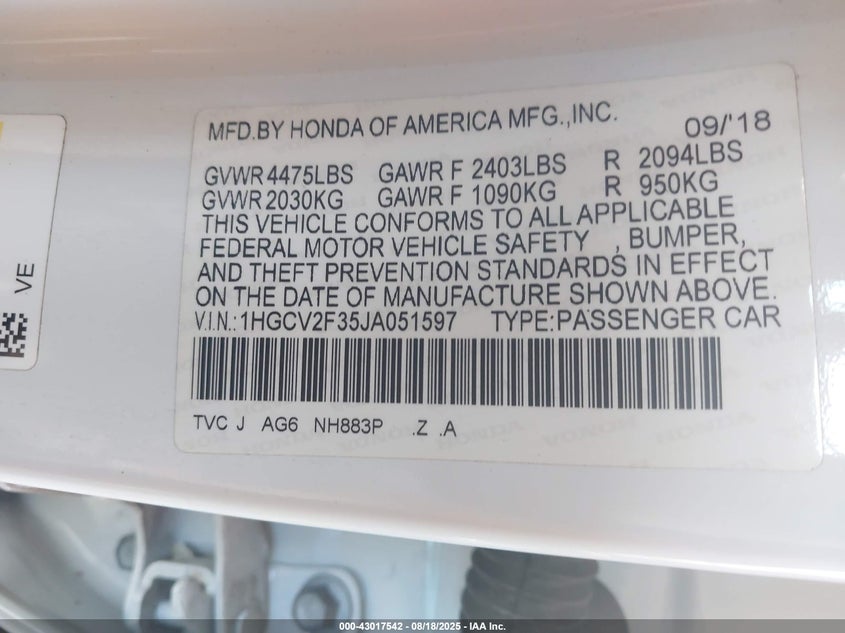 MFD.BY HONDA OF AMERICA MFG.,INC. 09/'18
GVWR 4475LBS GAWR F 2403LBS R 2094LBS
GVWR 2030KG GAWR F 1090KG R 950KG
THIS VEHICLE CONFORMS TO ALL APPLICABLE
FEDERAL MOTOR VEHICLE SAFETY , BUMPER,
AND THEFT PREVENTION STANDARDS IN EFFECT
ON THE DATE OF MANUFACTURE SHOWN ABOVE.
V.I.N.:1HGCV2F35JA051597 TYPE:PASSENGER CAR
TVC J AG6 NH883P .Z .A
VE
000-43017542 / 08/18/2025 - IAA Inc.